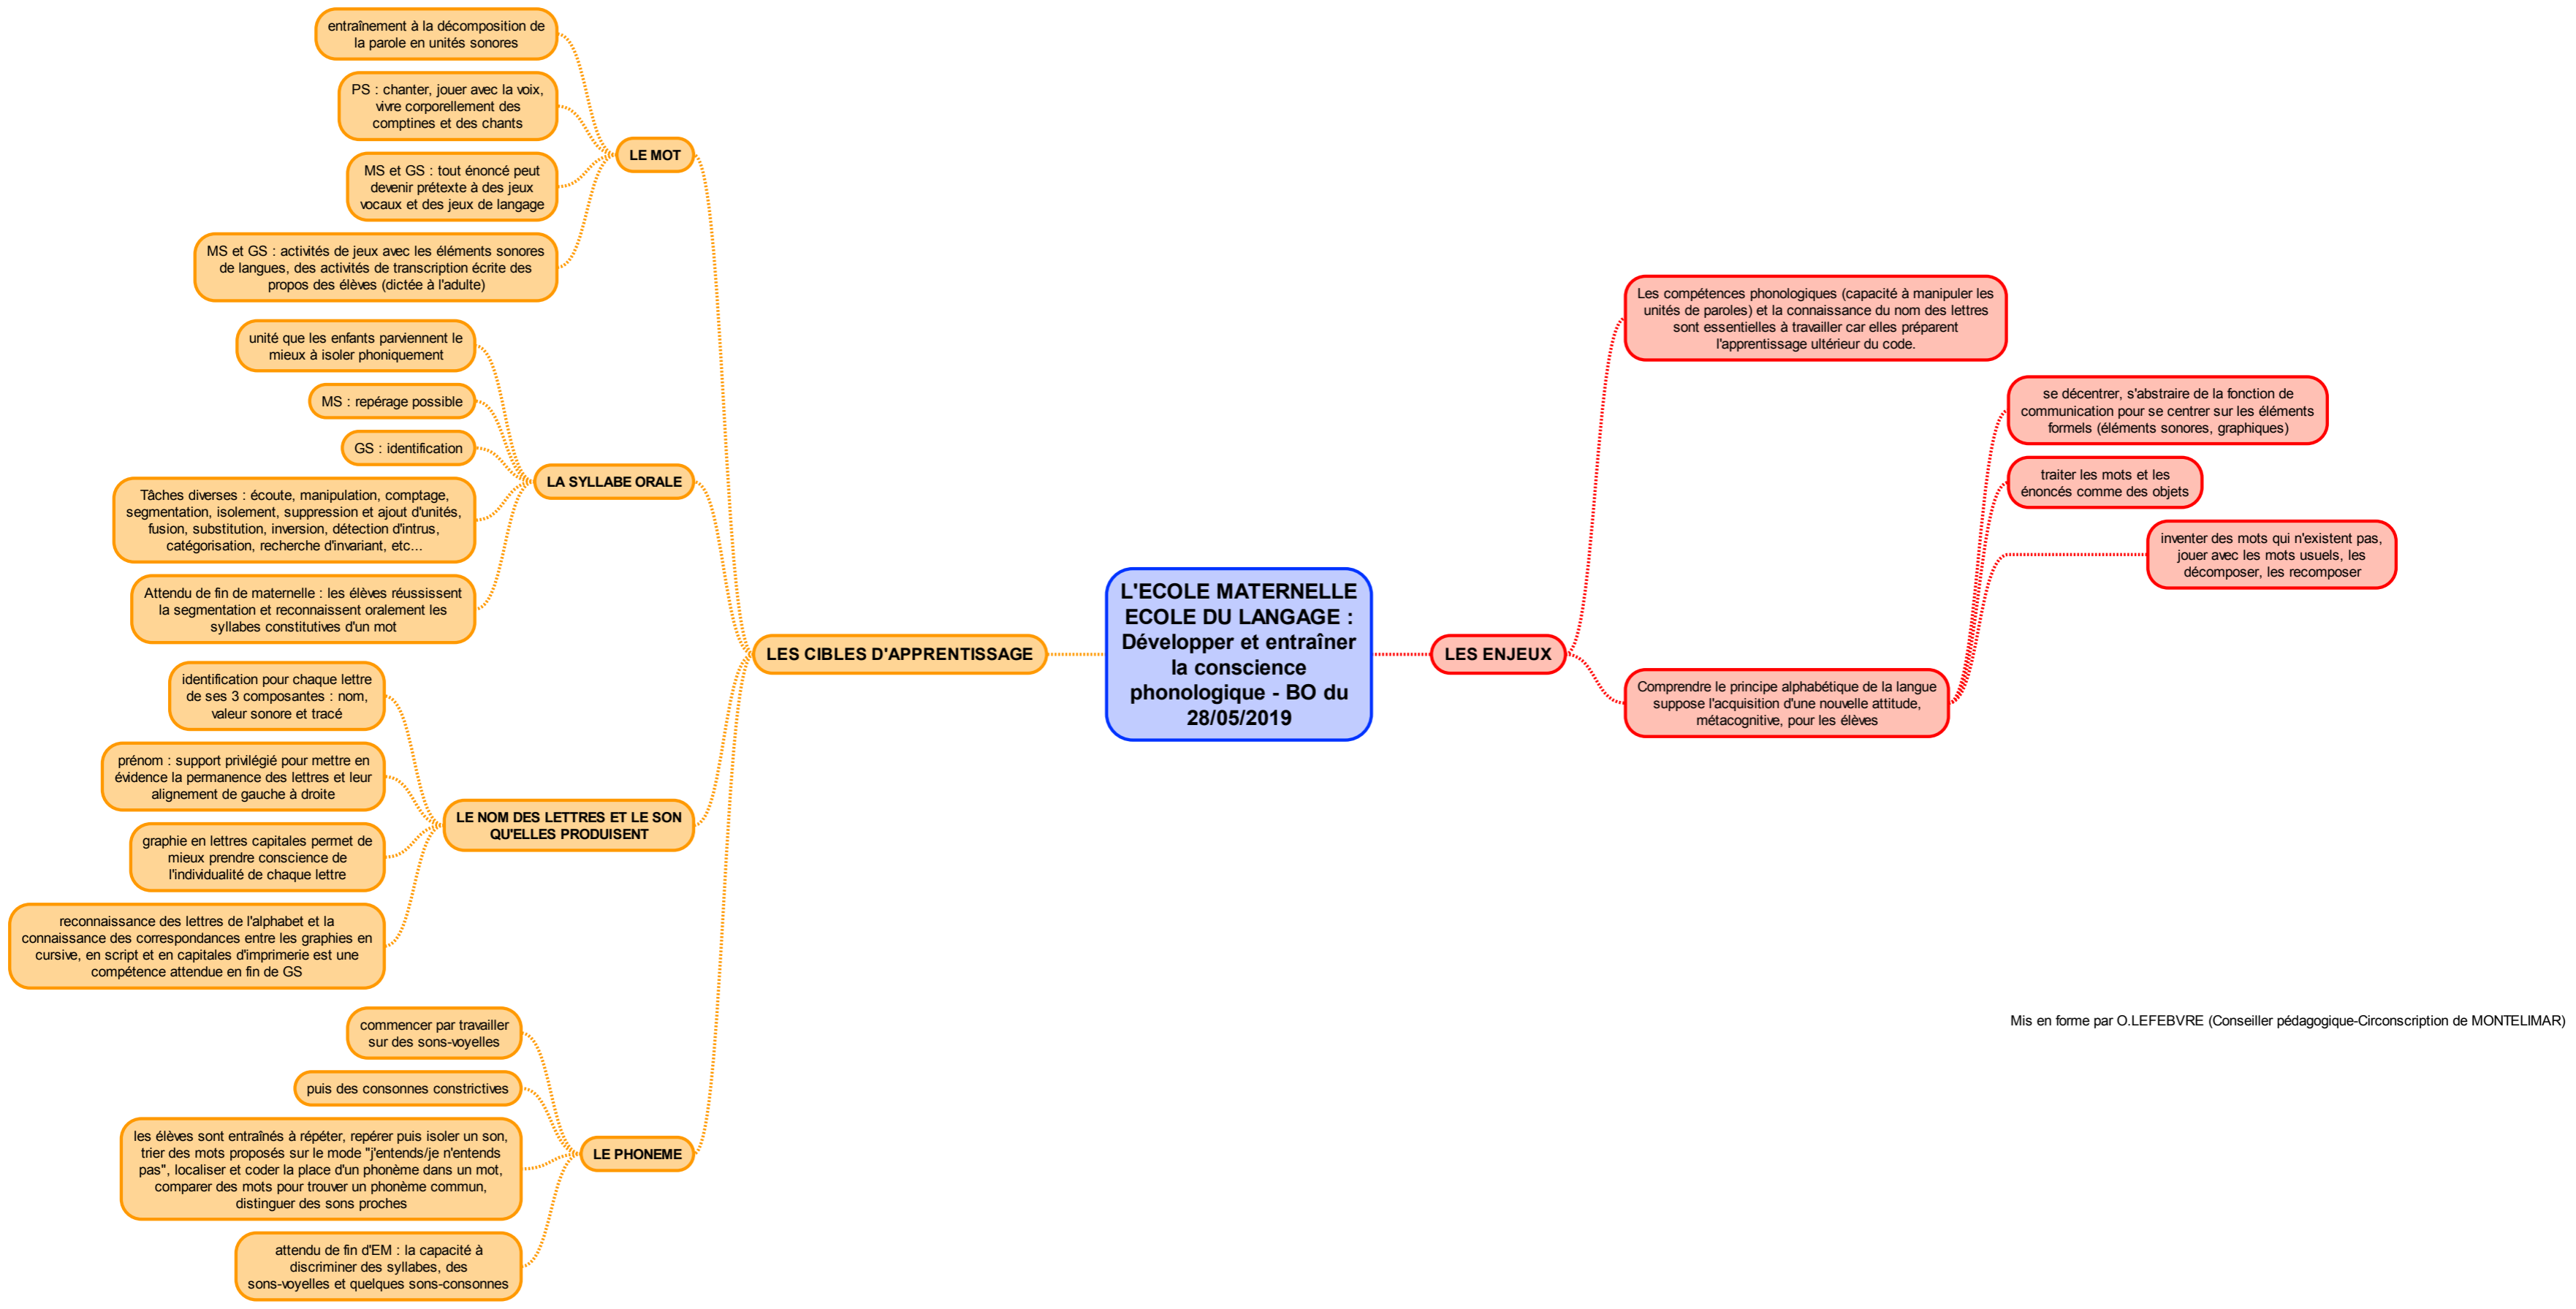 entraînement à la décomposition de
la parole en unités sonores
PS : chanter, jouer avec la voix,
vivre corporellement des
comptines et des chants
MS et GS : tout énoncé peut
devenir prétexte à des jeux
vocaux et des jeux de langage
MS et GS : activités de jeux avec les éléments sonores
de langues, des activités de transcription écrite des
propos des élèves (dictée à l'adulte)
LE MOT
unité que les enfants parviennent le
mieux à isoler phoniquement
MS : repérage possible
GS : identification
Tâches diverses : écoute, manipulation, comptage,
segmentation, isolement, suppression et ajout d'unités,
fusion, substitution, inversion, détection d'intrus,
catégorisation, recherche d'invariant, etc...
Attendu de fin de maternelle : les élèves réussissent
la segmentation et reconnaissent oralement les
syllabes constitutives d'un mot
LA SYLLABE ORALE
identification pour chaque lettre
de ses 3 composantes : nom,
valeur sonore et tracé
prénom : support privilégié pour mettre en
évidence la permanence des lettres et leur
alignement de gauche à droite
graphie en lettres capitales permet de
mieux prendre conscience de
l'individualité de chaque lettre
reconnaissance des lettres de l'alphabet et la
connaissance des correspondances entre les graphies en
cursive, en script et en capitales d'imprimerie est une
compétence attendue en fin de GS
LE NOM DES LETTRES ET LE SON
QU'ELLES PRODUISENT
commencer par travailler
sur des sons-voyelles
puis des consonnes constrictives
les élèves sont entraînés à répéter, repérer puis isoler un son,
trier des mots proposés sur le mode "j'entends/je n'entends
pas", localiser et coder la place d'un phonème dans un mot,
comparer des mots pour trouver un phonème commun,
distinguer des sons proches
attendu de fin d'EM : la capacité à
discriminer des syllabes, des
sons-voyelles et quelques sons-consonnes
LE PHONEME
LES CIBLES D'APPRENTISSAGE
L'ECOLE MATERNELLE
ECOLE DU LANGAGE :
Développer et entraîner
la conscience
phonologique - BO du
28/05/2019
LES ENJEUX
Les compétences phonologiques (capacité à manipuler les
unités de paroles) et la connaissance du nom des lettres
sont essentielles à travailler car elles préparent
l'apprentissage ultérieur du code.
Comprendre le principe alphabétique de la langue
suppose l'acquisition d'une nouvelle attitude,
métacognitive, pour les élèves
se décentrer, s'abstraire de la fonction de
communication pour se centrer sur les éléments
formels (éléments sonores, graphiques)
traiter les mots et les
énoncés comme des objets
inventer des mots qui n'existent pas,
jouer avec les mots usuels, les
décomposer, les recomposer
Mis en forme par O.LEFEBVRE (Conseiller pédagogique-Circonscription de MONTELIMAR)